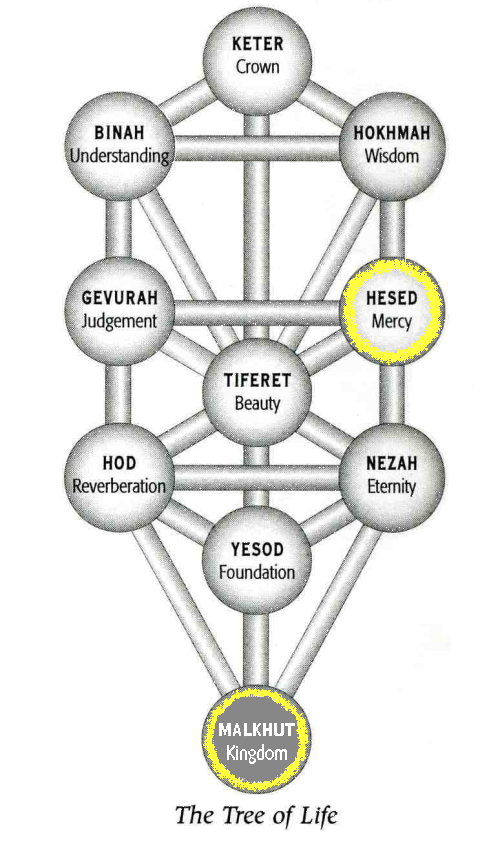 KETER
Crown
BINAH
Understanding
HOKHMAH
Wisdom
GEVURAH
Judgement
HESED
Mercy
TIFERET
Beauty
HOD
Reverberation
NEZAH
Eternity
YESOD
Foundation
MALKHUT
Kingdom
The Tree of Life